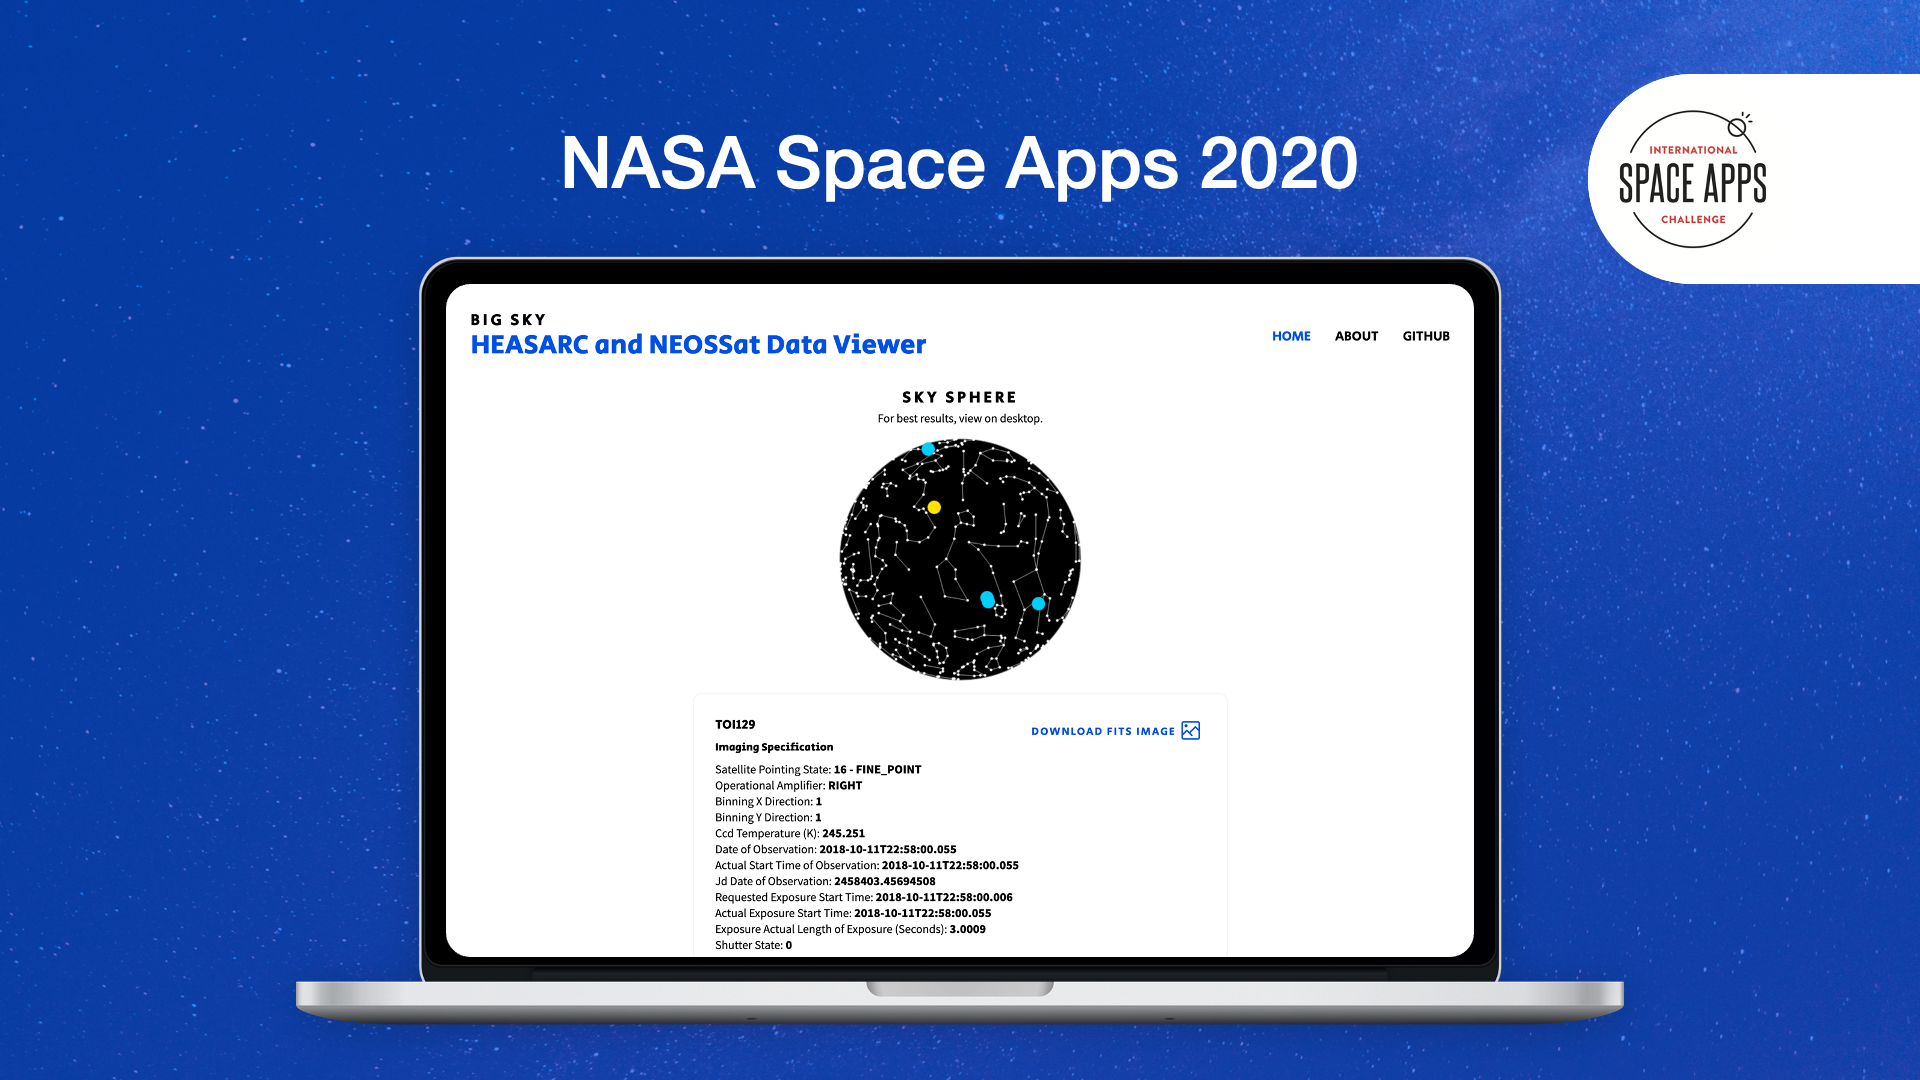 NASA Space Apps 2020
INTERNATIONAL
SPACE APPS
CHALLENGE
BIG SKY
HEASARC and NEOSSat Data Viewer
HOME ABOUT GITHUB
SKY SPHERE
For best results, view on desktop.
TOI129
DOWNLOAD FITS IMAGE
Imaging Specification
Satellite Pointing State: 16 - FINE_POINT
Operational Amplifier: RIGHT
Binning X Direction: 1
Binning Y Direction: 1
Ccd Temperature (K): 245.251
Date of Observation: 2018-10-11T22:58:00.055
Actual Start Time of Observation: 2018-10-11T22:58:00.055
Jd Date of Observation: 2458403.45694508
Requested Exposure Start Time: 2018-10-11T22:58:00.006
Actual Exposure Start Time: 2018-10-11T22:58:00.055
Exposure Actual Length of Exposure (Seconds): 3.0009
Shutter State: 0